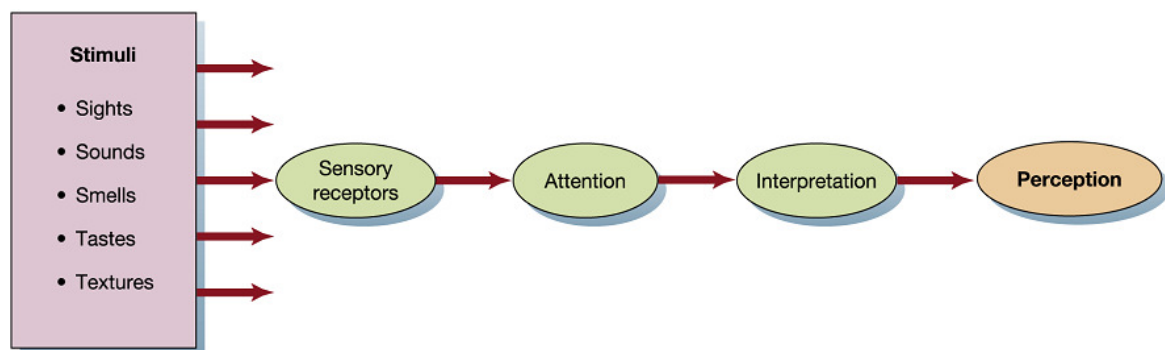 Stimuli
• Sights
• Sounds
• Smells
• Tastes
• Textures
Sensory
receptors
Attention
Interpretation
Perception